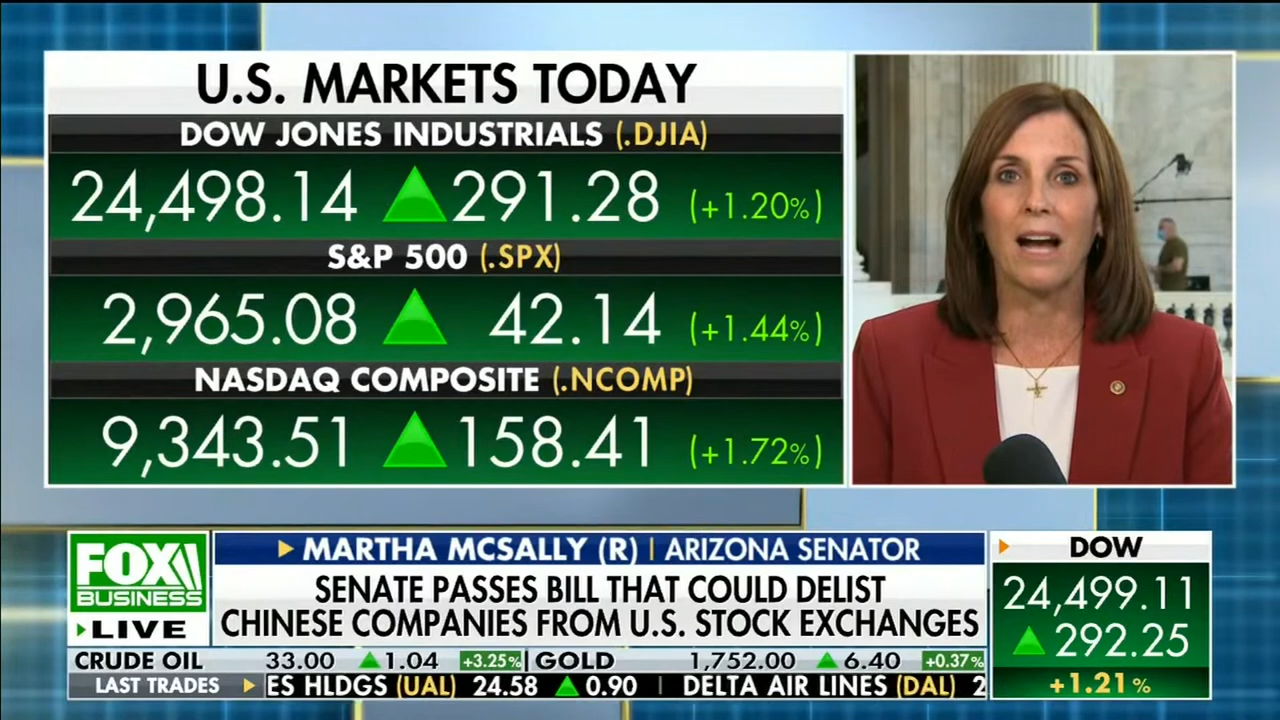 U.S. MARKETS TODAY
DOW JONES INDUSTRIALS (.DJIA)
24,498.14 ▲ 291.28 (+1.20%)
S&P 500 (.SPX)
2,965.08 ▲ 42.14 (+1.44%)
NASDAQ COMPOSITE (.NCOMP)
9,343.51 ▲ 158.41 (+1.72%)
FOX
BUSINESS
LIVE
MARTHA MCSALLY (R) | ARIZONA SENATOR
SENATE PASSES BILL THAT COULD DELIST
CHINESE COMPANIES FROM U.S. STOCK EXCHANGES
DOW
24,499.11
▲ 292.25
+1.21%
CRUDE OIL 33.00 ▲ 1.04 +3.25% GOLD 1,752.00 ▲ 6.40 +0.37%
LAST TRADES ES HLDGS (UAL) 24.58 ▲ 0.90 | DELTA AIR LINES (DAL) 2